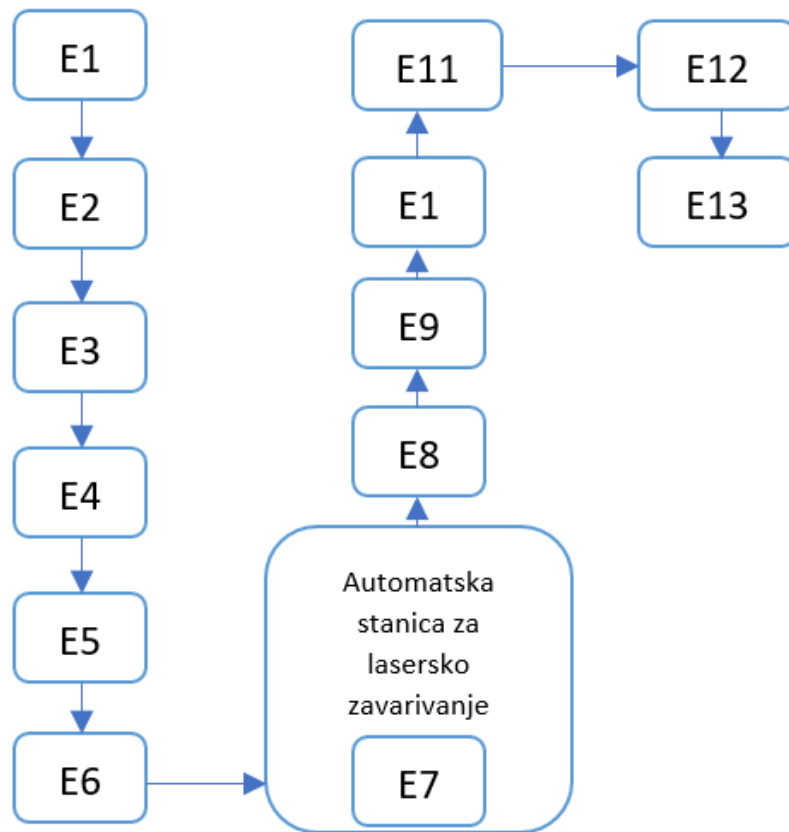 E1
E2
E3
E4
E5
E6
Automatska
stanica za
lasersko
zavarivanje
E7
E8
E9
E1
E11
E12
E13